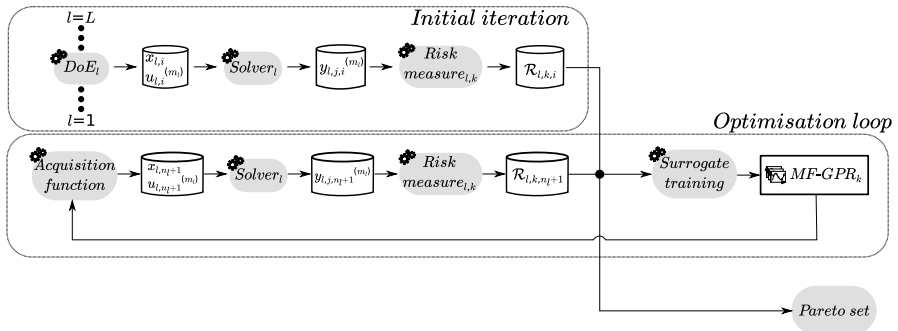 Initial iteration
l=L
DoE_l
l=1
x_{l,i}
u_{l,i}^{(m_l)}
Solver_l
y_{l,j,i}^{(m_l)}
Risk
measure_{l,k}
ℛ_{l,k,i}
Optimisation loop
Acquisition
function
x_{l,n_l+1}
u_{l,n_l+1}^{(m_l)}
Solver_l
y_{l,j,n_l+1}^{(m_l)}
Risk
measure_{l,k}
ℛ_{l,k,n_l+1}
Surrogate
training
MF-GPR_k
Pareto set